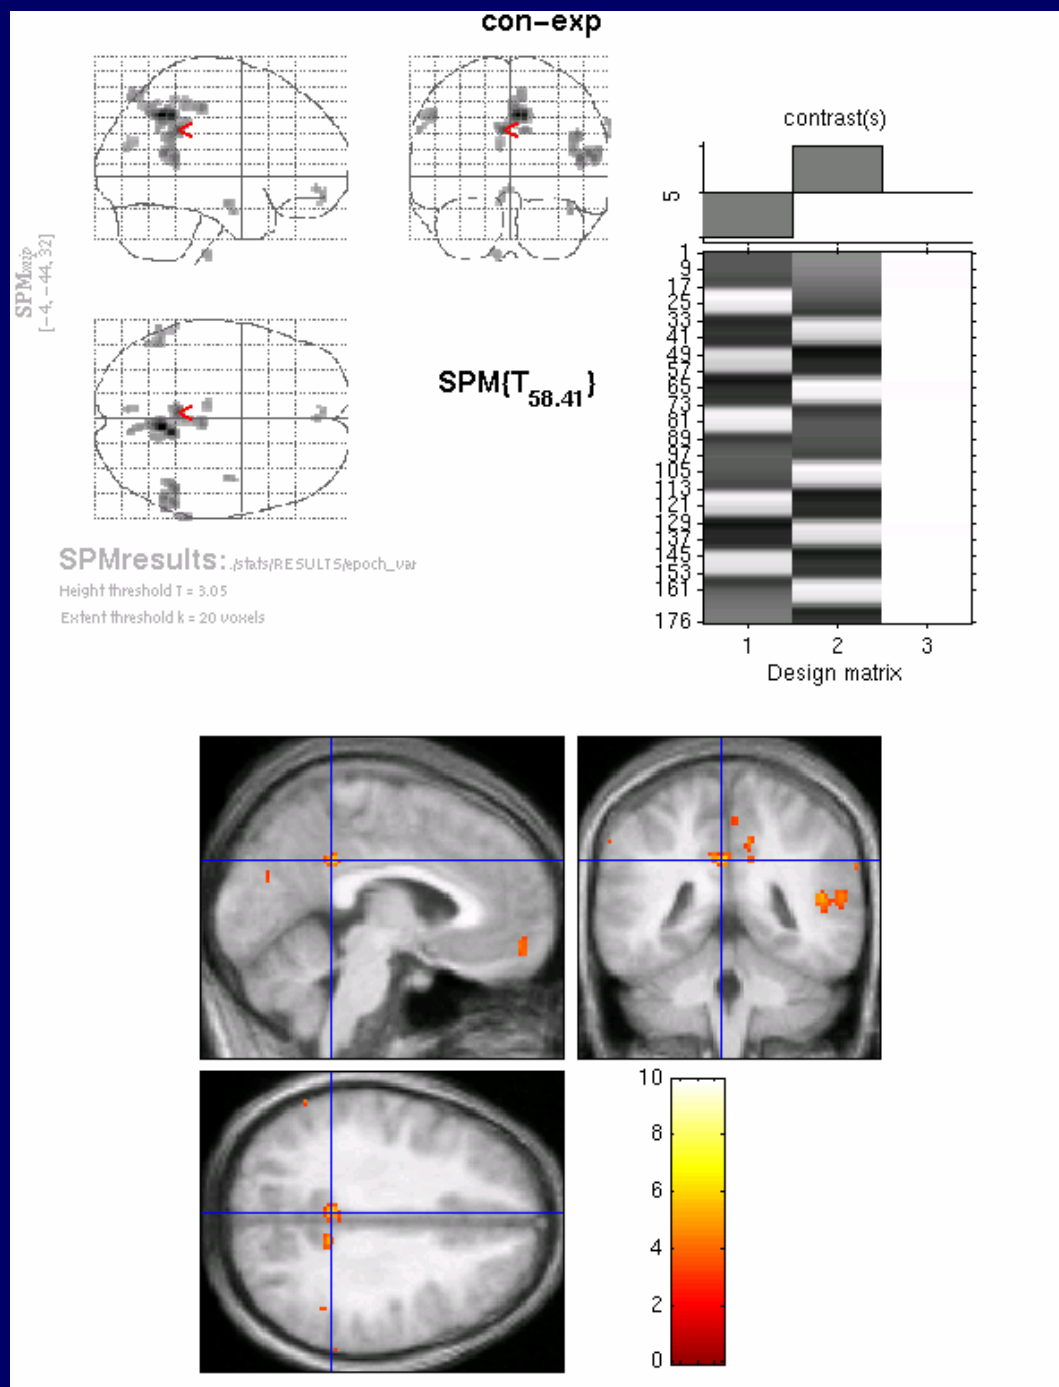 con-exp
contrast(s)
5
SPMmip
[-4, -44, 32]
SPM{T58.41}
1
9
17
25
33
41
49
57
65
73
81
89
97
105
113
121
129
137
145
153
161
176
1 2 3
Design matrix
SPMresults: ./stats/RESULTS/epoch_var
Height threshold T = 3.05
Extent threshold k = 20 voxels
10
8
6
4
2
0